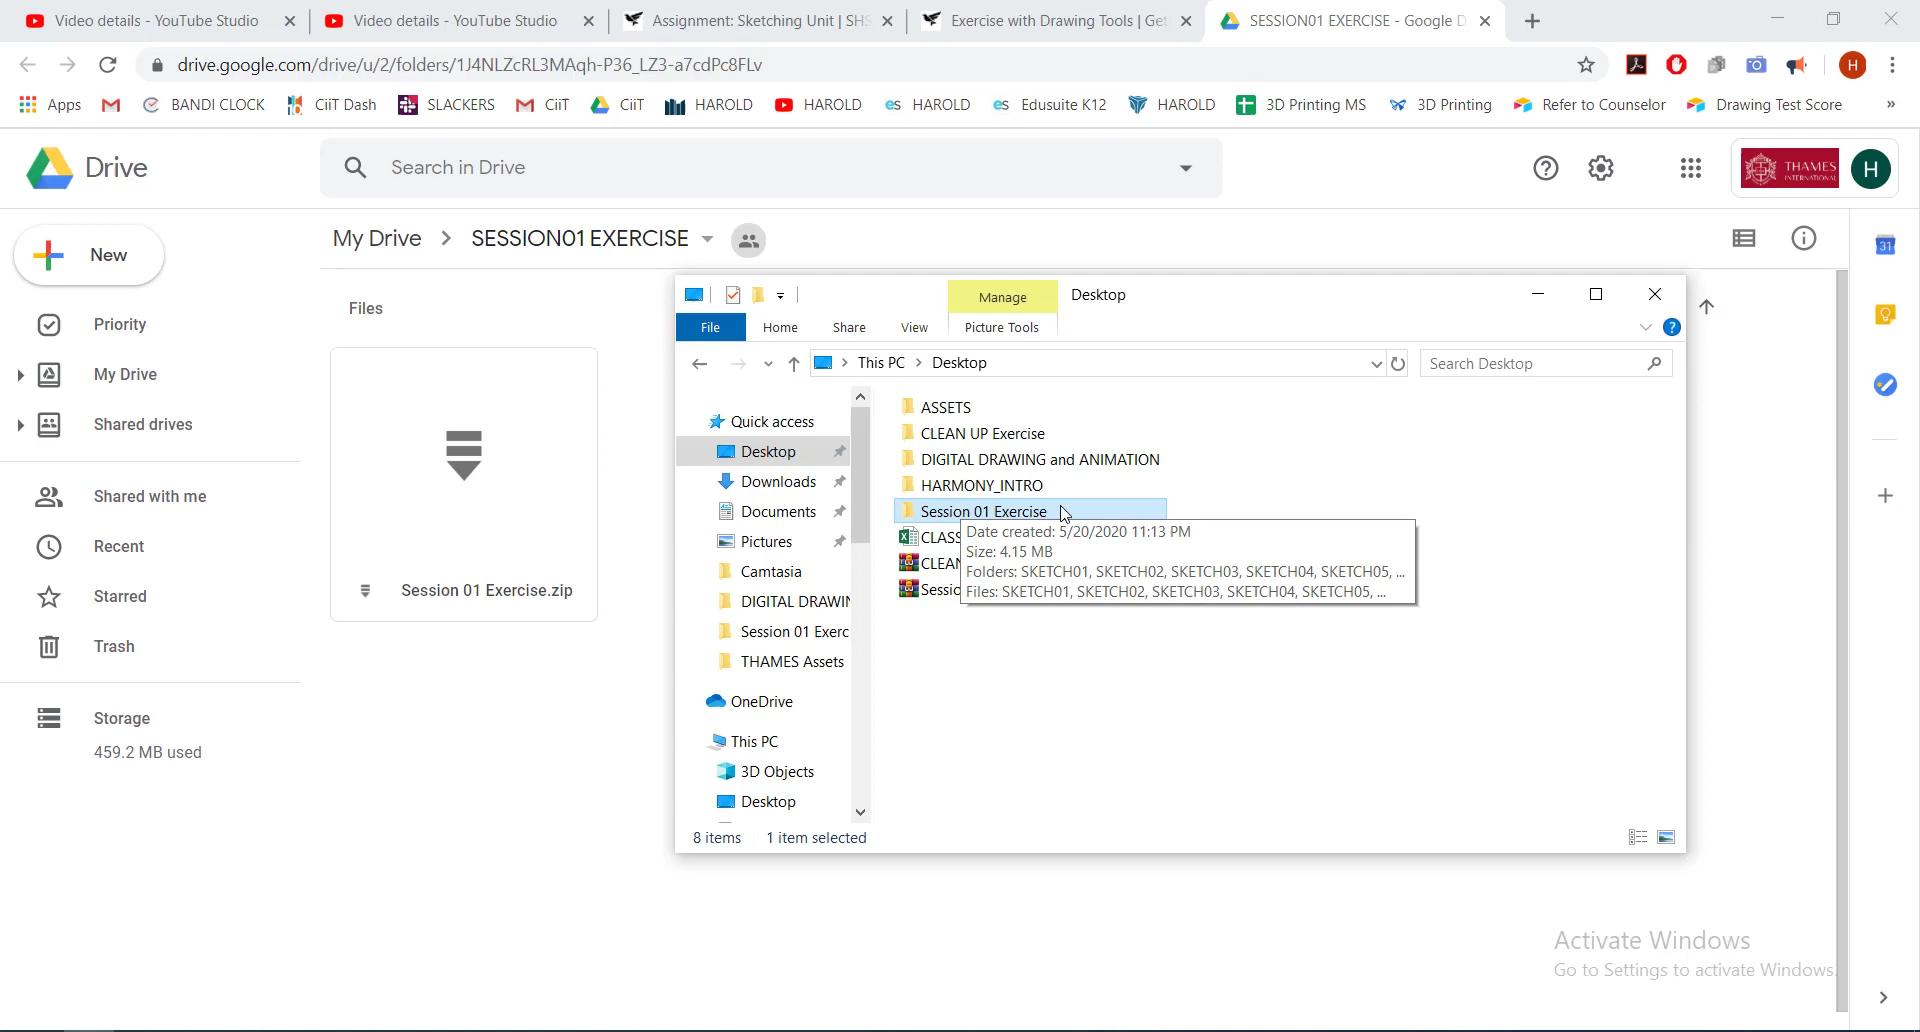 Video details - YouTube Studio
Video details - YouTube Studio
Assignment: Sketching Unit | SHS
Exercise with Drawing Tools | Get
SESSION01 EXERCISE - Google D
drive.google.com/drive/u/2/folders/1J4NLZcRL3MAqh-P36_LZ3-a7cdPc8FLv
H
Apps
BANDI CLOCK
CiiT Dash
SLACKERS
CiiT
CiiT
HAROLD
HAROLD
es HAROLD
es Edusuite K12
HAROLD
3D Printing MS
3D Printing
Refer to Counselor
Drawing Test Score
»
Drive
Search in Drive
THAMES
INTERNATIONAL
H
New
My Drive > SESSION01 EXERCISE
Priority
My Drive
Shared drives
Shared with me
Recent
Starred
Trash
Storage
459.2 MB used
Files
Session 01 Exercise.zip
Manage
Desktop
File
Home
Share
View
Picture Tools
This PC > Desktop
Search Desktop
Quick access
Desktop
Downloads
Documents
Pictures
Camtasia
DIGITAL DRAWIN
Session 01 Exerc
THAMES Assets
OneDrive
This PC
3D Objects
Desktop
ASSETS
CLEAN UP Exercise
DIGITAL DRAWING and ANIMATION
HARMONY_INTRO
Session 01 Exercise
CLASS
CLEAN
Sessio
Date created: 5/20/2020 11:13 PM
Size: 4.15 MB
Folders: SKETCH01, SKETCH02, SKETCH03, SKETCH04, SKETCH05, ...
Files: SKETCH01, SKETCH02, SKETCH03, SKETCH04, SKETCH05, ...
8 items
1 item selected
31
Activate Windows
Go to Settings to activate Windows.